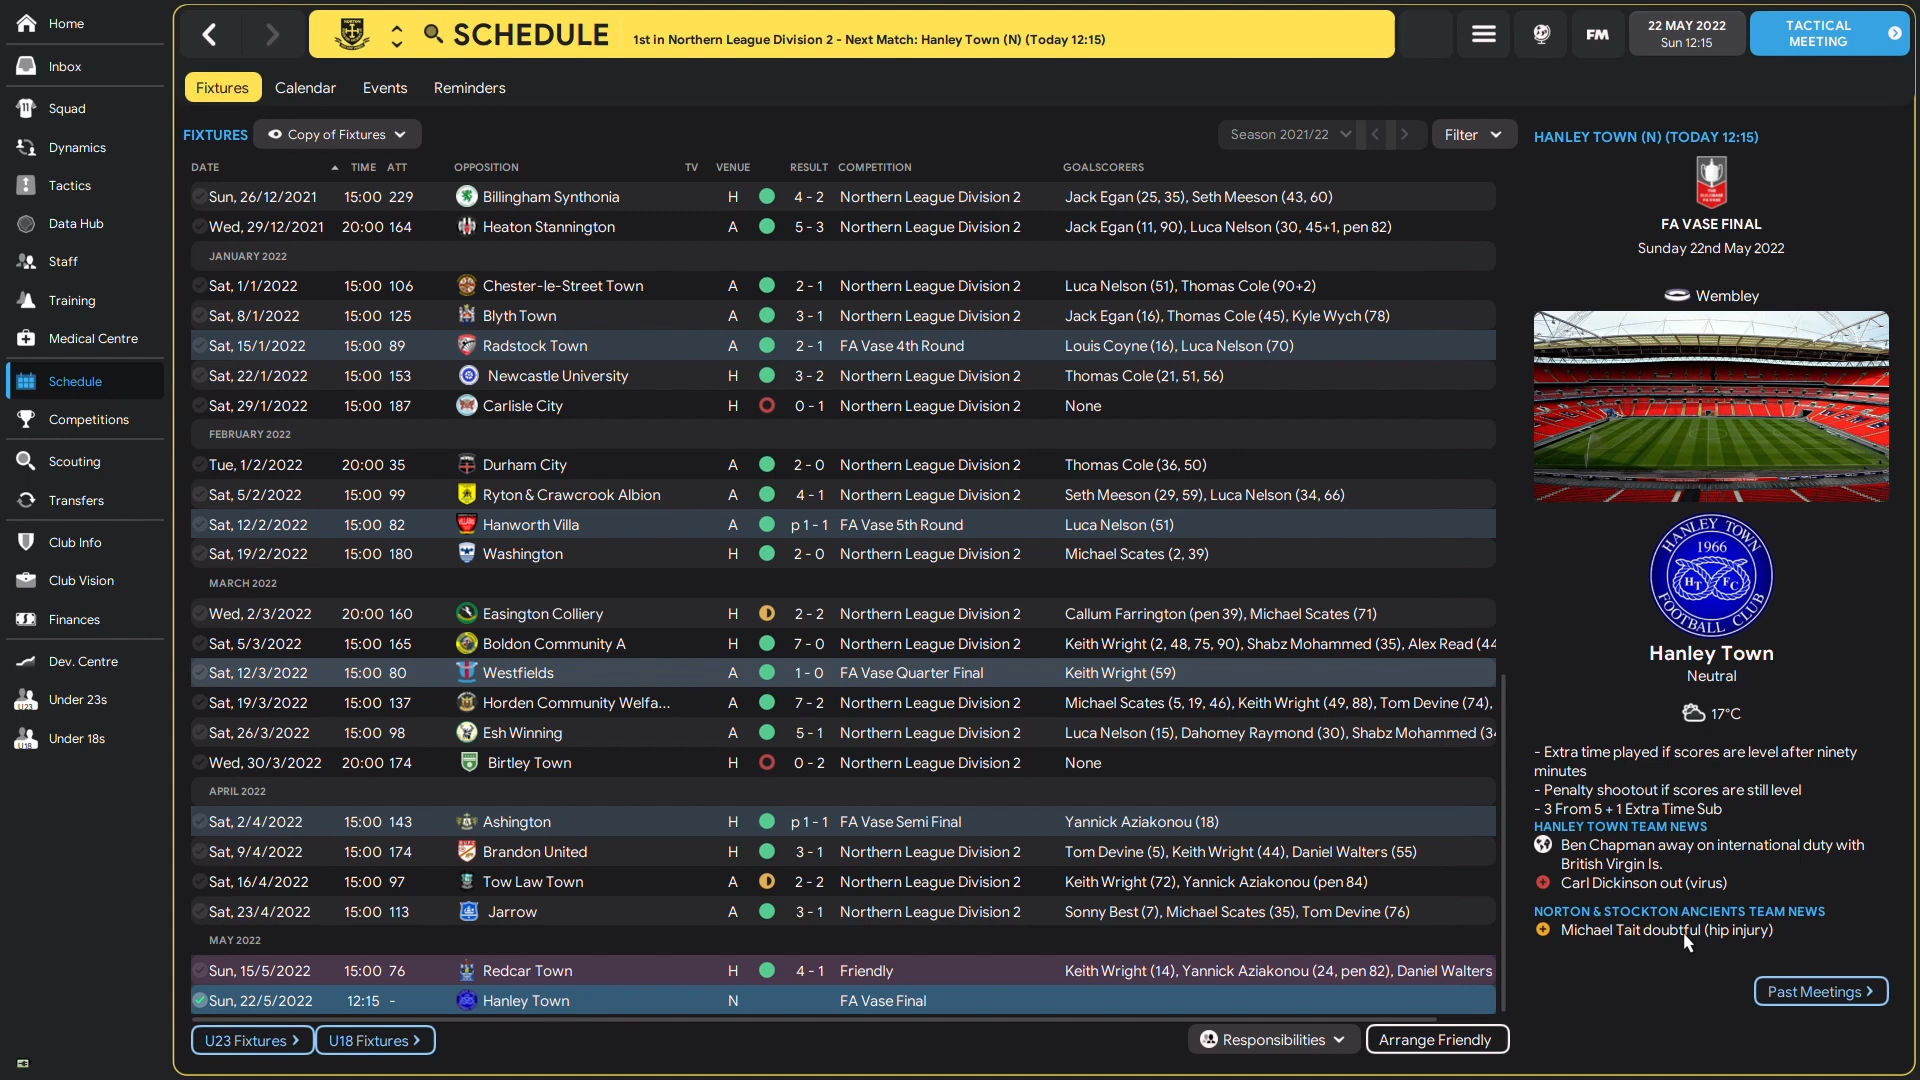 Home
Inbox
Squad
Dynamics
Tactics
Data Hub
Staff
Training
Medical Centre
Schedule
Competitions
Scouting
Transfers
Club Info
Club Vision
Finances
Dev. Centre
U23 Under 23s
U18 Under 18s
SCHEDULE 1st in Northern League Division 2 - Next Match: Hanley Town (N) (Today 12:15)
FM
22 MAY 2022
Sun 12:15
TACTICAL
MEETING
Fixtures Calendar Events Reminders
FIXTURES Copy of Fixtures Season 2021/22 Filter
DATE TIME ATT OPPOSITION TV VENUE RESULT COMPETITION GOALSCORERS
Sun, 26/12/2021 15:00 229 Billingham Synthonia H 4 - 2 Northern League Division 2 Jack Egan (25, 35), Seth Meeson (43, 60)
Wed, 29/12/2021 20:00 164 Heaton Stannington A 5 - 3 Northern League Division 2 Jack Egan (11, 90), Luca Nelson (30, 45+1, pen 82)
JANUARY 2022
Sat, 1/1/2022 15:00 106 Chester-le-Street Town A 2 - 1 Northern League Division 2 Luca Nelson (51), Thomas Cole (90+2)
Sat, 8/1/2022 15:00 125 Blyth Town A 3 - 1 Northern League Division 2 Jack Egan (16), Thomas Cole (45), Kyle Wych (78)
Sat, 15/1/2022 15:00 89 Radstock Town A 2 - 1 FA Vase 4th Round Louis Coyne (16), Luca Nelson (70)
Sat, 22/1/2022 15:00 153 Newcastle University H 3 - 2 Northern League Division 2 Thomas Cole (21, 51, 56)
Sat, 29/1/2022 15:00 187 Carlisle City H 0 - 1 Northern League Division 2 None
FEBRUARY 2022
Tue, 1/2/2022 20:00 35 Durham City A 2 - 0 Northern League Division 2 Thomas Cole (36, 50)
Sat, 5/2/2022 15:00 99 Ryton & Crawcrook Albion A 4 - 1 Northern League Division 2 Seth Meeson (29, 59), Luca Nelson (34, 66)
Sat, 12/2/2022 15:00 82 Hanworth Villa A p 1 - 1 FA Vase 5th Round Luca Nelson (51)
Sat, 19/2/2022 15:00 180 Washington H 2 - 0 Northern League Division 2 Michael Scates (2, 39)
MARCH 2022
Wed, 2/3/2022 20:00 160 Easington Colliery H 2 - 2 Northern League Division 2 Callum Farrington (pen 39), Michael Scates (71)
Sat, 5/3/2022 15:00 165 Boldon Community A H 7 - 0 Northern League Division 2 Keith Wright (2, 48, 75, 90), Shabz Mohammed (35), Alex Read (44
Sat, 12/3/2022 15:00 80 Westfields A 1 - 0 FA Vase Quarter Final Keith Wright (59)
Sat, 19/3/2022 15:00 137 Horden Community Welfa... A 7 - 2 Northern League Division 2 Michael Scates (5, 19, 46), Keith Wright (49, 88), Tom Devine (74),
Sat, 26/3/2022 15:00 98 Esh Winning A 5 - 1 Northern League Division 2 Luca Nelson (15), Dahomey Raymond (30), Shabz Mohammed (34
Wed, 30/3/2022 20:00 174 Birtley Town H 0 - 2 Northern League Division 2 None
APRIL 2022
Sat, 2/4/2022 15:00 143 Ashington H p 1 - 1 FA Vase Semi Final Yannick Aziakonou (18)
Sat, 9/4/2022 15:00 174 Brandon United H 3 - 1 Northern League Division 2 Tom Devine (5), Keith Wright (44), Daniel Walters (55)
Sat, 16/4/2022 15:00 97 Tow Law Town A 2 - 2 Northern League Division 2 Keith Wright (72), Yannick Aziakonou (pen 84)
Sat, 23/4/2022 15:00 113 Jarrow A 3 - 1 Northern League Division 2 Sonny Best (7), Michael Scates (35), Tom Devine (76)
MAY 2022
Sun, 15/5/2022 15:00 76 Redcar Town H 4 - 1 Friendly Keith Wright (14), Yannick Aziakonou (24, pen 82), Daniel Walters
Sun, 22/5/2022 12:15 - Hanley Town N FA Vase Final
U23 Fixtures U18 Fixtures Responsibilities Arrange Friendly
HANLEY TOWN (N) (TODAY 12:15)
FA VASE FINAL
Sunday 22nd May 2022
Wembley
HANLEY TOWN
1966
HT FC
FOOTBALL CLUB
Hanley Town
Neutral
17°C
- Extra time played if scores are level after ninety
minutes
- Penalty shootout if scores are still level
- 3 From 5 + 1 Extra Time Sub
HANLEY TOWN TEAM NEWS
Ben Chapman away on international duty with
British Virgin Is.
Carl Dickinson out (virus)
NORTON & STOCKTON ANCIENTS TEAM NEWS
Michael Tait doubtful (hip injury)
Past Meetings